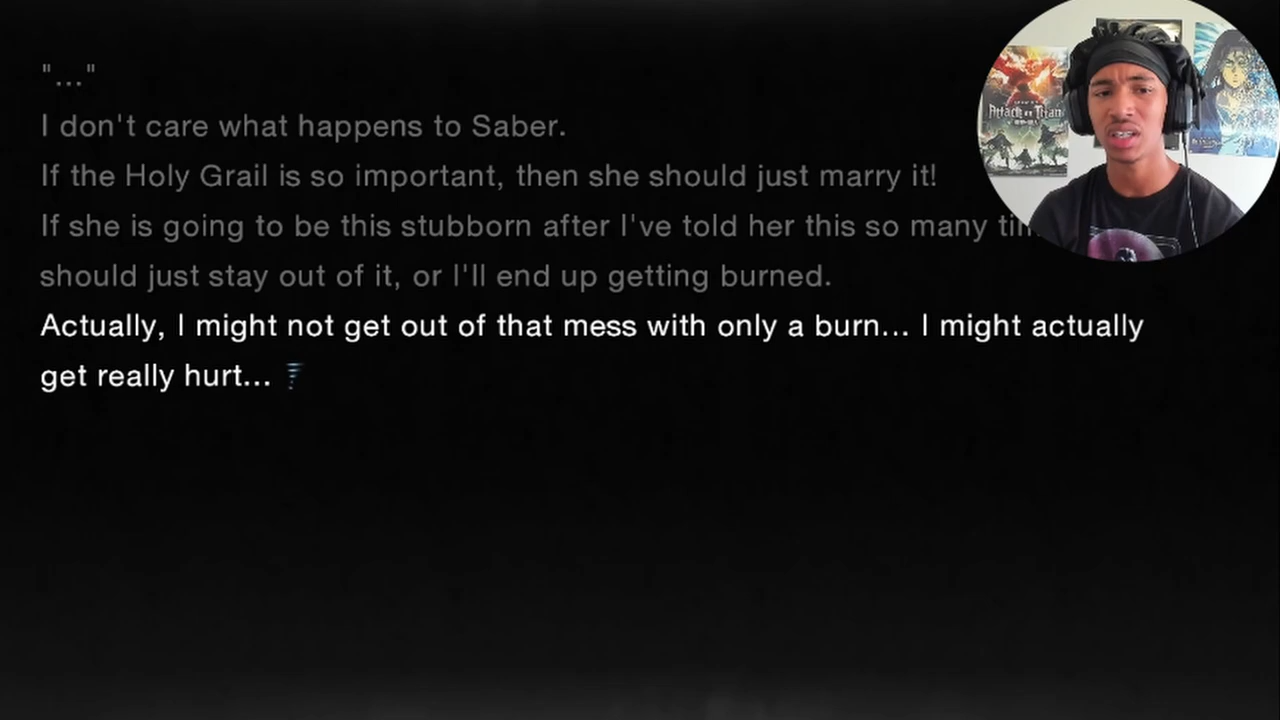 "..."
I don't care what happens to Saber.
If the Holy Grail is so important, then she should just marry it!
If she is going to be this stubborn after I've told her this so many
should just stay out of it, or I'll end up getting burned.
Actually, I might not get out of that mess with only a burn... I might actually
get really hurt...
Attack on Titan